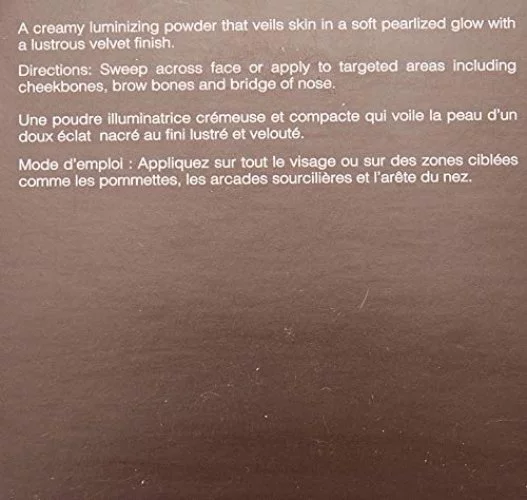 A creamy luminizing powder that veils skin in a soft pearlized glow with
a lustrous velvet finish.
Directions: Sweep across face or apply to targeted areas including
cheekbones, brow bones and bridge of nose.
Une poudre illuminatrice crémeuse et compacte qui voile la peau d'un
doux éclat nacré au fini lustré et velouté.
Mode d'emploi : Appliquez sur tout le visage ou sur des zones ciblées
comme les pommettes, les arcades sourcilières et l'arête du nez.